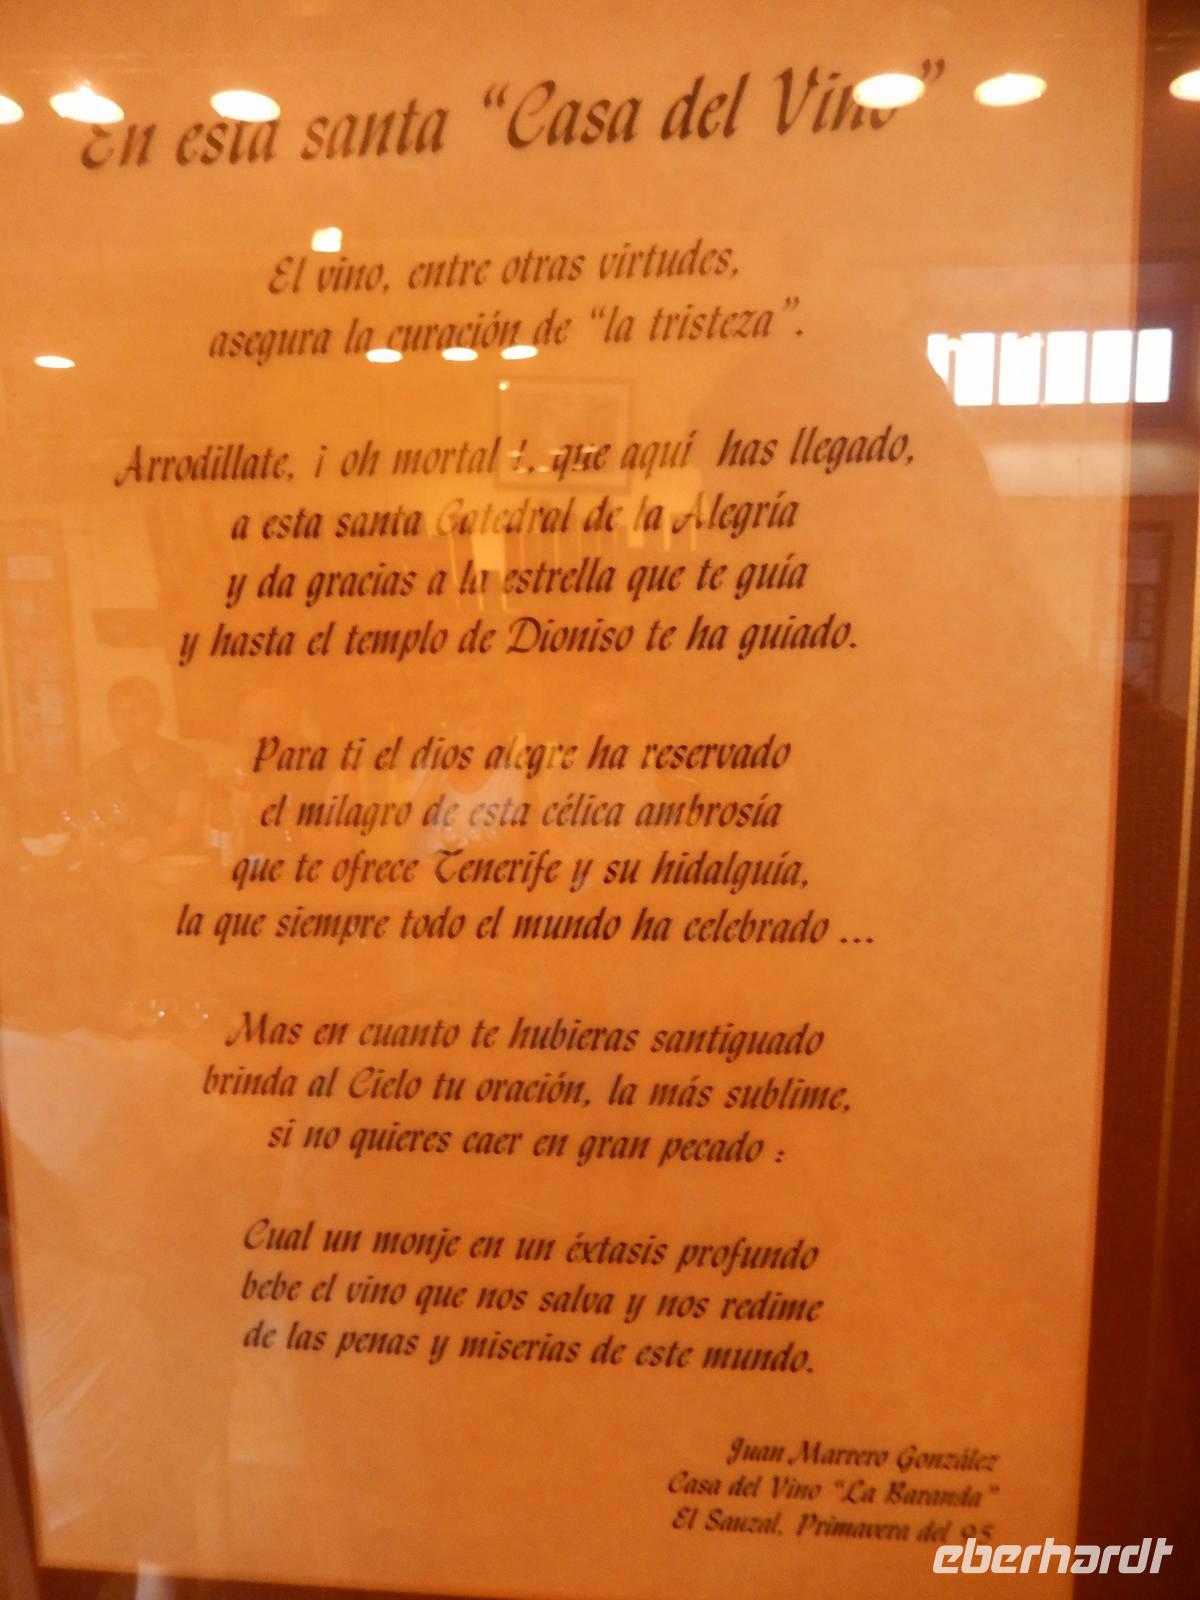 En esta santa “Casa del Vino”
El vino, entre otras virtudes,
asegura la curación de “la tristeza”.
Arrodillate, ¡ oh mortal !, que aquí has llegado,
a esta santa Catedral de la Alegría
y da gracias a la estrella que te guía
y hasta el templo de Dioniso te ha guiado.
Para ti el dios alegre ha reservado
el milagro de esta célica ambrosía
que te ofrece Tenerife y su hidalguía,
la que siempre todo el mundo ha celebrado ...
Mas en cuanto te hubieras santiguado
brinda al Cielo tu oración, la más sublime,
si no quieres caer en gran pecado :
Cual un monje en un éxtasis profundo
bebe el vino que nos salva y nos redime
de las penas y miserias de este mundo.
Juan Marrero González
Casa del Vino “La Baranda”
El Sauzal, Primavera del 95
eberhardt